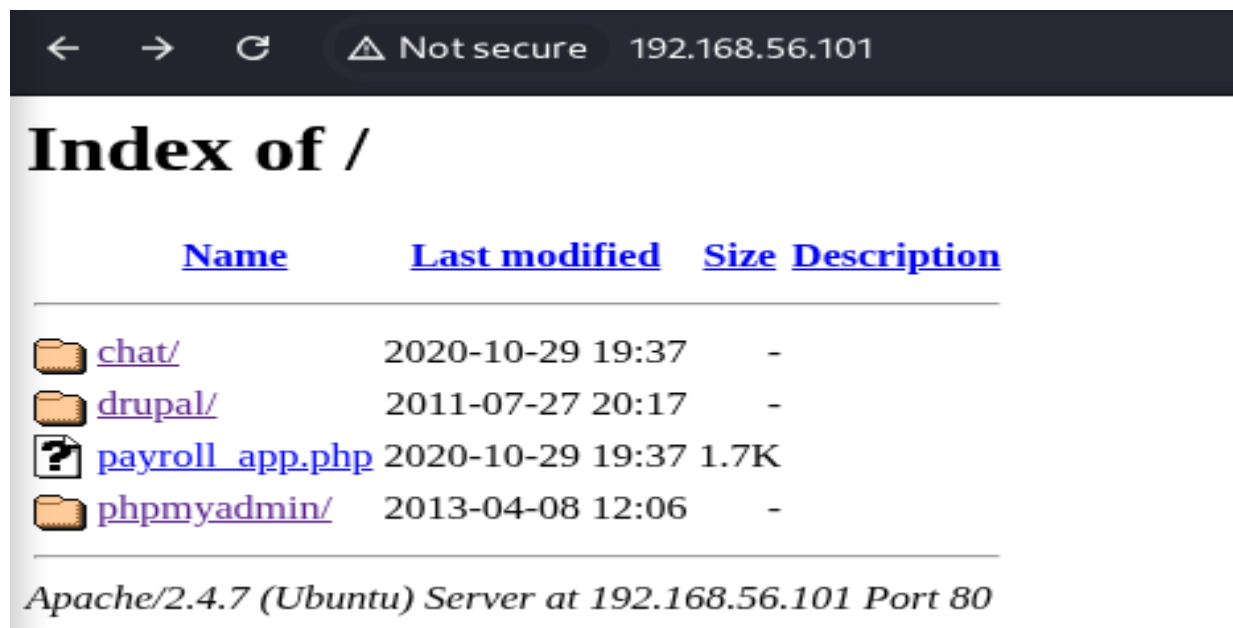 Not secure 192.168.56.101
Index of /
Name Last modified Size Description
chat/ 2020-10-29 19:37 -
drupal/ 2011-07-27 20:17 -
payroll_app.php 2020-10-29 19:37 1.7K
phpmyadmin/ 2013-04-08 12:06 -
Apache/2.4.7 (Ubuntu) Server at 192.168.56.101 Port 80